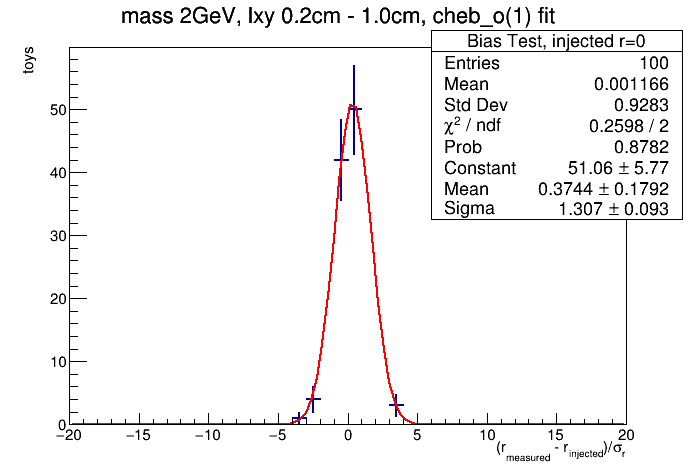 mass 2GeV, lxy 0.2cm - 1.0cm, cheb_o(1) fit
toys
Bias Test, injected r=0
Entries 100
Mean 0.001166
Std Dev 0.9283
χ² / ndf 0.2598 / 2
Prob 0.8782
Constant 51.06 ± 5.77
Mean 0.3744 ± 0.1792
Sigma 1.307 ± 0.093
50
40
30
20
10
0
−20 −15 −10 −5 0 5 10 15 20
(r_measured - r_injected)/σ_r